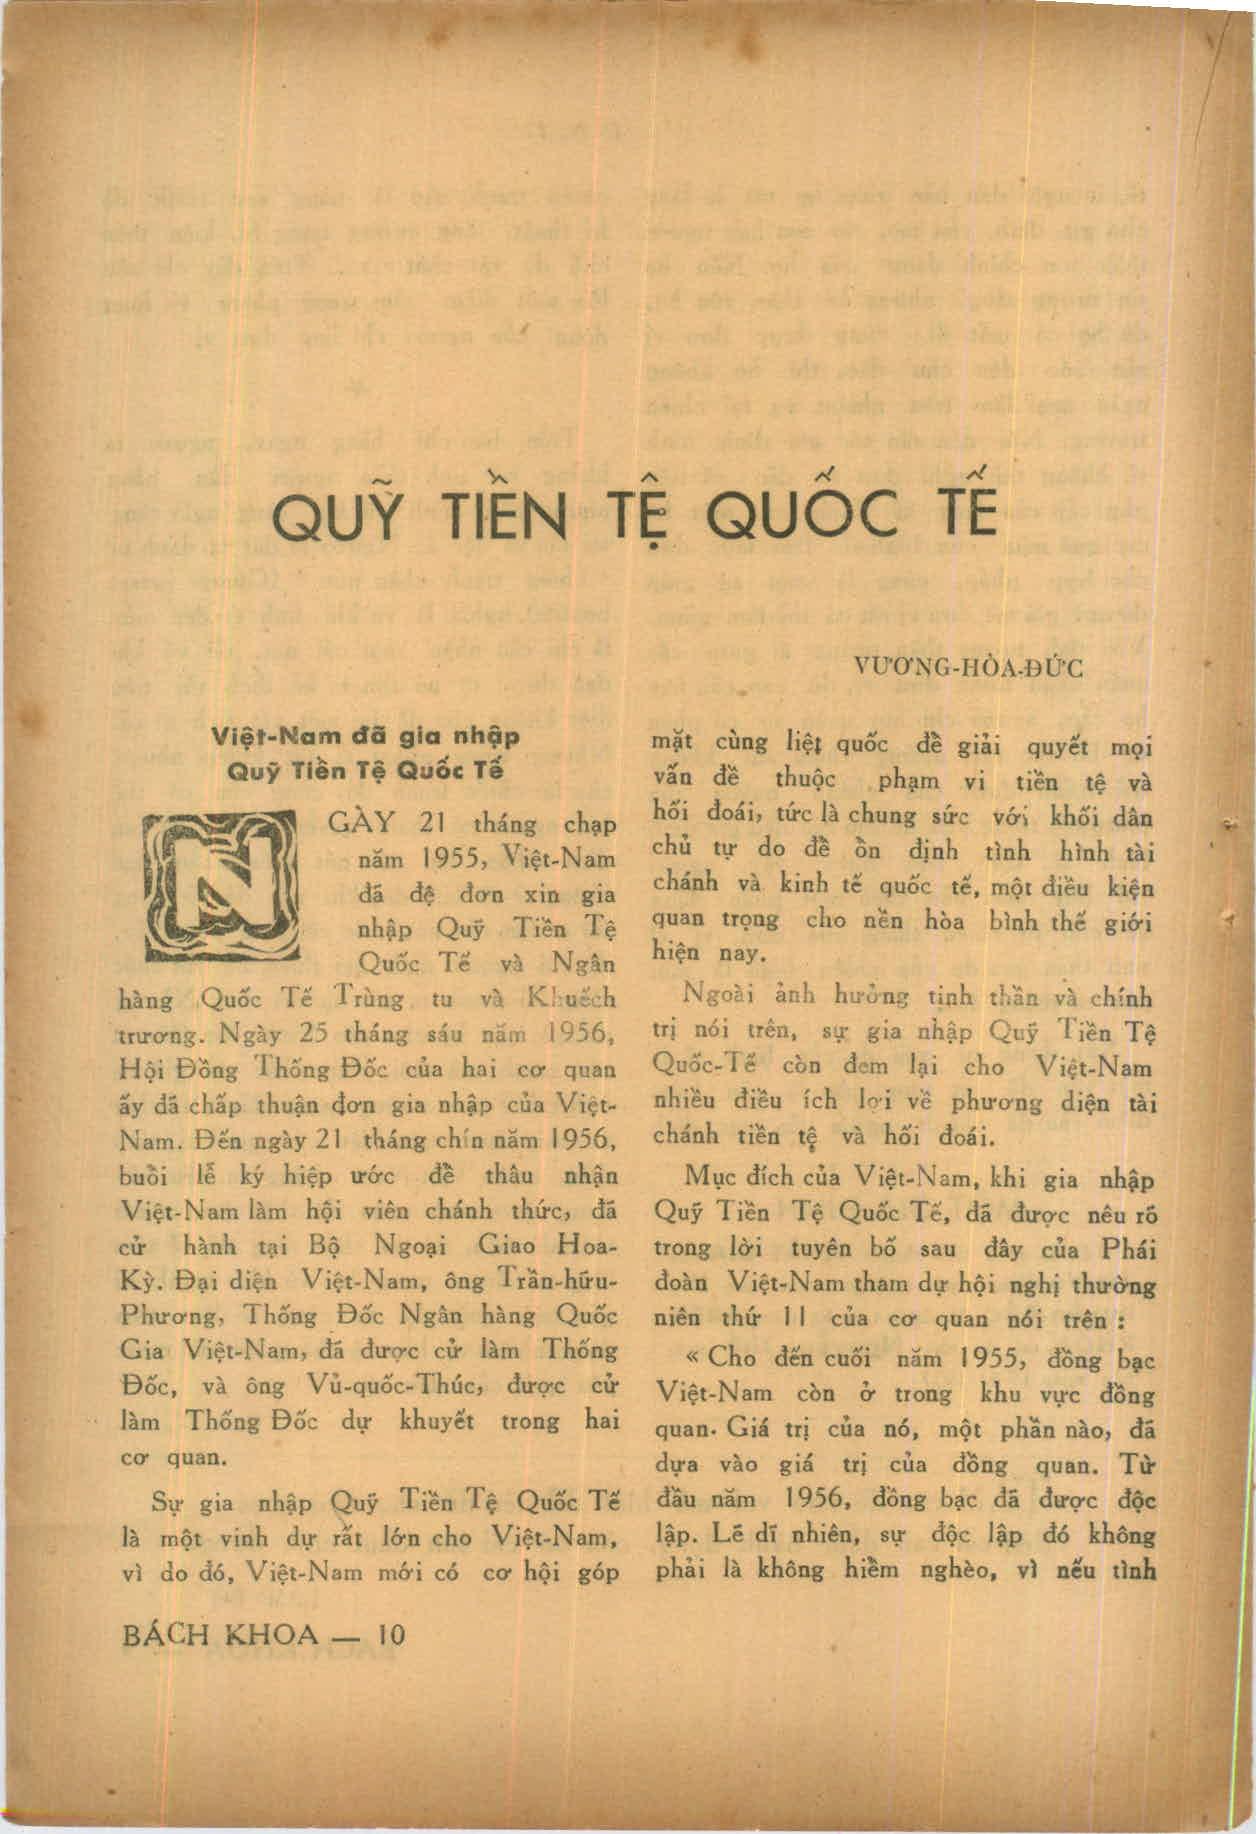 QUỸ TIỀN TỆ QUỐC TẾ
VƯƠNG-HÒA-ĐỨC
Việt-Nam đã gia nhập
Quỹ Tiền Tệ Quốc Tế
NGÀY 21 tháng chạp
năm 1955, Việt-Nam
đã đệ đơn xin gia
nhập Quỹ Tiền Tệ
Quốc Tế và Ngân
hàng Quốc Tế Trùng tu và Khuếch
trương. Ngày 25 tháng sáu năm 1956,
Hội Đồng Thống Đốc của hai cơ quan
ấy đã chấp thuận đơn gia nhập của Việt-
Nam. Đến ngày 21 tháng chín năm 1956,
buổi lễ ký hiệp ước để thâu nhận
Việt-Nam làm hội viên chánh thức, đã
cử hành tại Bộ Ngoại Giao Hoa-
Kỳ. Đại diện Việt-Nam, ông Trần-hữu-
Phương, Thống Đốc Ngân hàng Quốc
Gia Việt-Nam, đã được cử làm Thống
Đốc, và ông Vủ-quốc-Thúc, được cử
làm Thống Đốc dự khuyết trong hai
cơ quan.
Sự gia nhập Quỹ Tiền Tệ Quốc Tế
là một vinh dự rất lớn cho Việt-Nam,
vì do đó, Việt-Nam mới có cơ hội góp
mặt cùng liệt quốc để giải quyết mọi
vấn đề thuộc phạm vi tiền tệ và
hối đoái, tức là chung sức với khối dân
chủ tự do để ổn định tình hình tài
chánh và kinh tế quốc tế, một điều kiện
quan trọng cho nền hòa bình thế giới
hiện nay.
Ngoài ảnh hưởng tinh thần và chính
trị nói trên, sự gia nhập Quỹ Tiền Tệ
Quốc-Tế còn đem lại cho Việt-Nam
nhiều điều ích lợi về phương diện tài
chánh tiền tệ và hối đoái.
Mục đích của Việt-Nam, khi gia nhập
Quỹ Tiền Tệ Quốc Tế, đã được nêu rõ
trong lời tuyên bố sau đây của Phái
đoàn Việt-Nam tham dự hội nghị thường
niên thứ 11 của cơ quan nói trên :
« Cho đến cuối năm 1955, đồng bạc
Việt-Nam còn ở trong khu vực đồng
quan. Giá trị của nó, một phần nào, đã
dựa vào giá trị của đồng quan. Từ
đầu năm 1956, đồng bạc đã được độc
lập. Lẽ dĩ nhiên, sự độc lập đó không
phải là không hiểm nghèo, vì nếu tình
BÁCH KHOA — 10